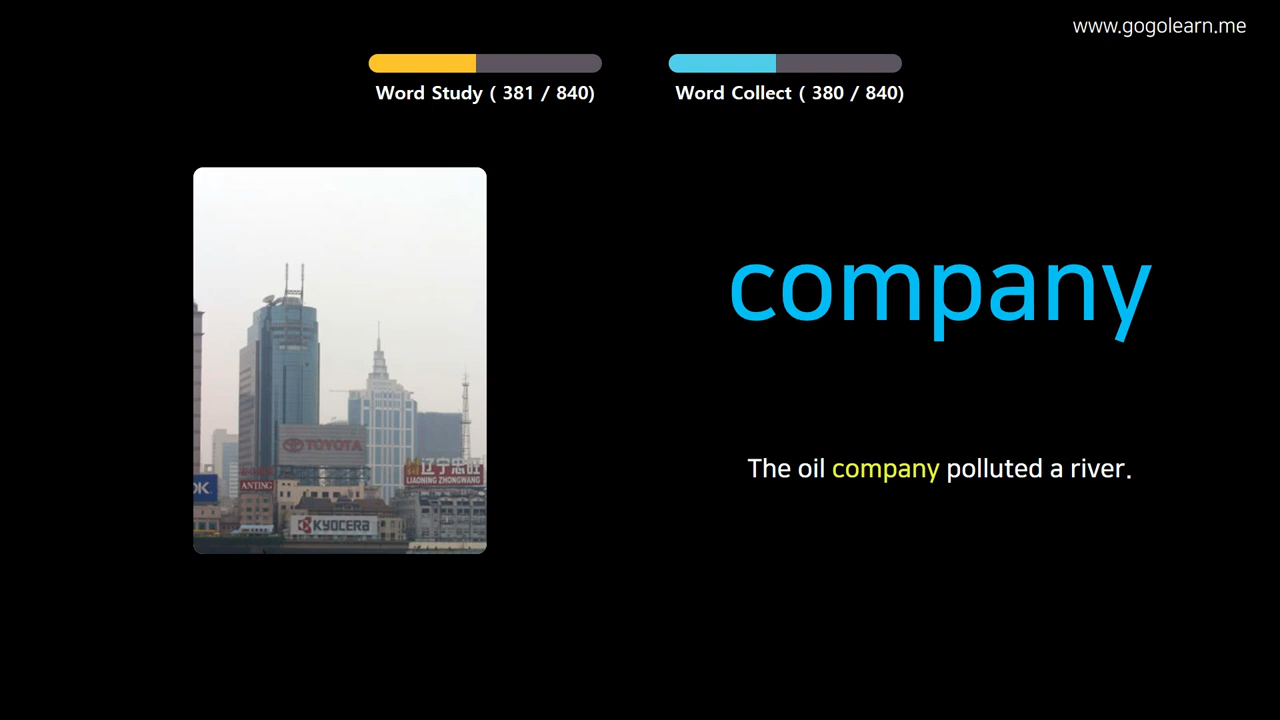 www.gogolearn.me
Word Study ( 381 / 840)
Word Collect ( 380 / 840)
company
The oil company polluted a river.
TOYOTA
辽宁忠旺
LIAONING ZHONGWANG
OK.
ANTING
KYOCERA